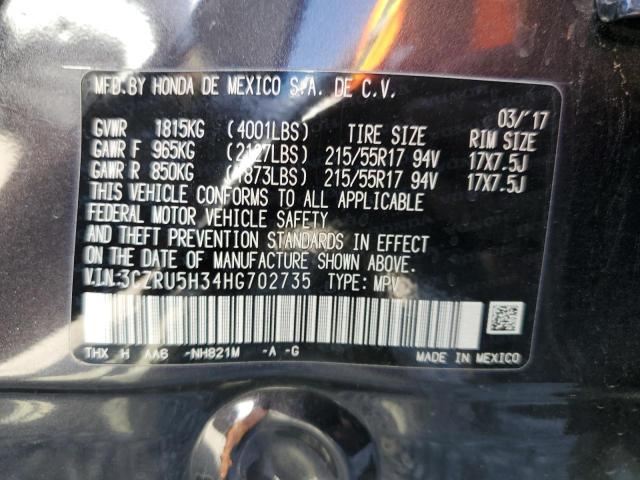 MFD.BY HONDA DE MEXICO S.A. DE C.V.
03/'17
GVWR 1815KG (4001LBS) TIRE SIZE RIM SIZE
GAWR F 965KG (2127LBS) 215/55R17 94V 17X7.5J
GAWR R 850KG (1873LBS) 215/55R17 94V 17X7.5J
THIS VEHICLE CONFORMS TO ALL APPLICABLE
FEDERAL MOTOR VEHICLE SAFETY
AND THEFT PREVENTION STANDARDS IN EFFECT
ON THE DATE OF MANUFACTURE SHOWN ABOVE.
V.I.N:3CZRU5H34HG702735 TYPE: MPV
THX H AA6 -NH821M -A -G
MADE IN MEXICO